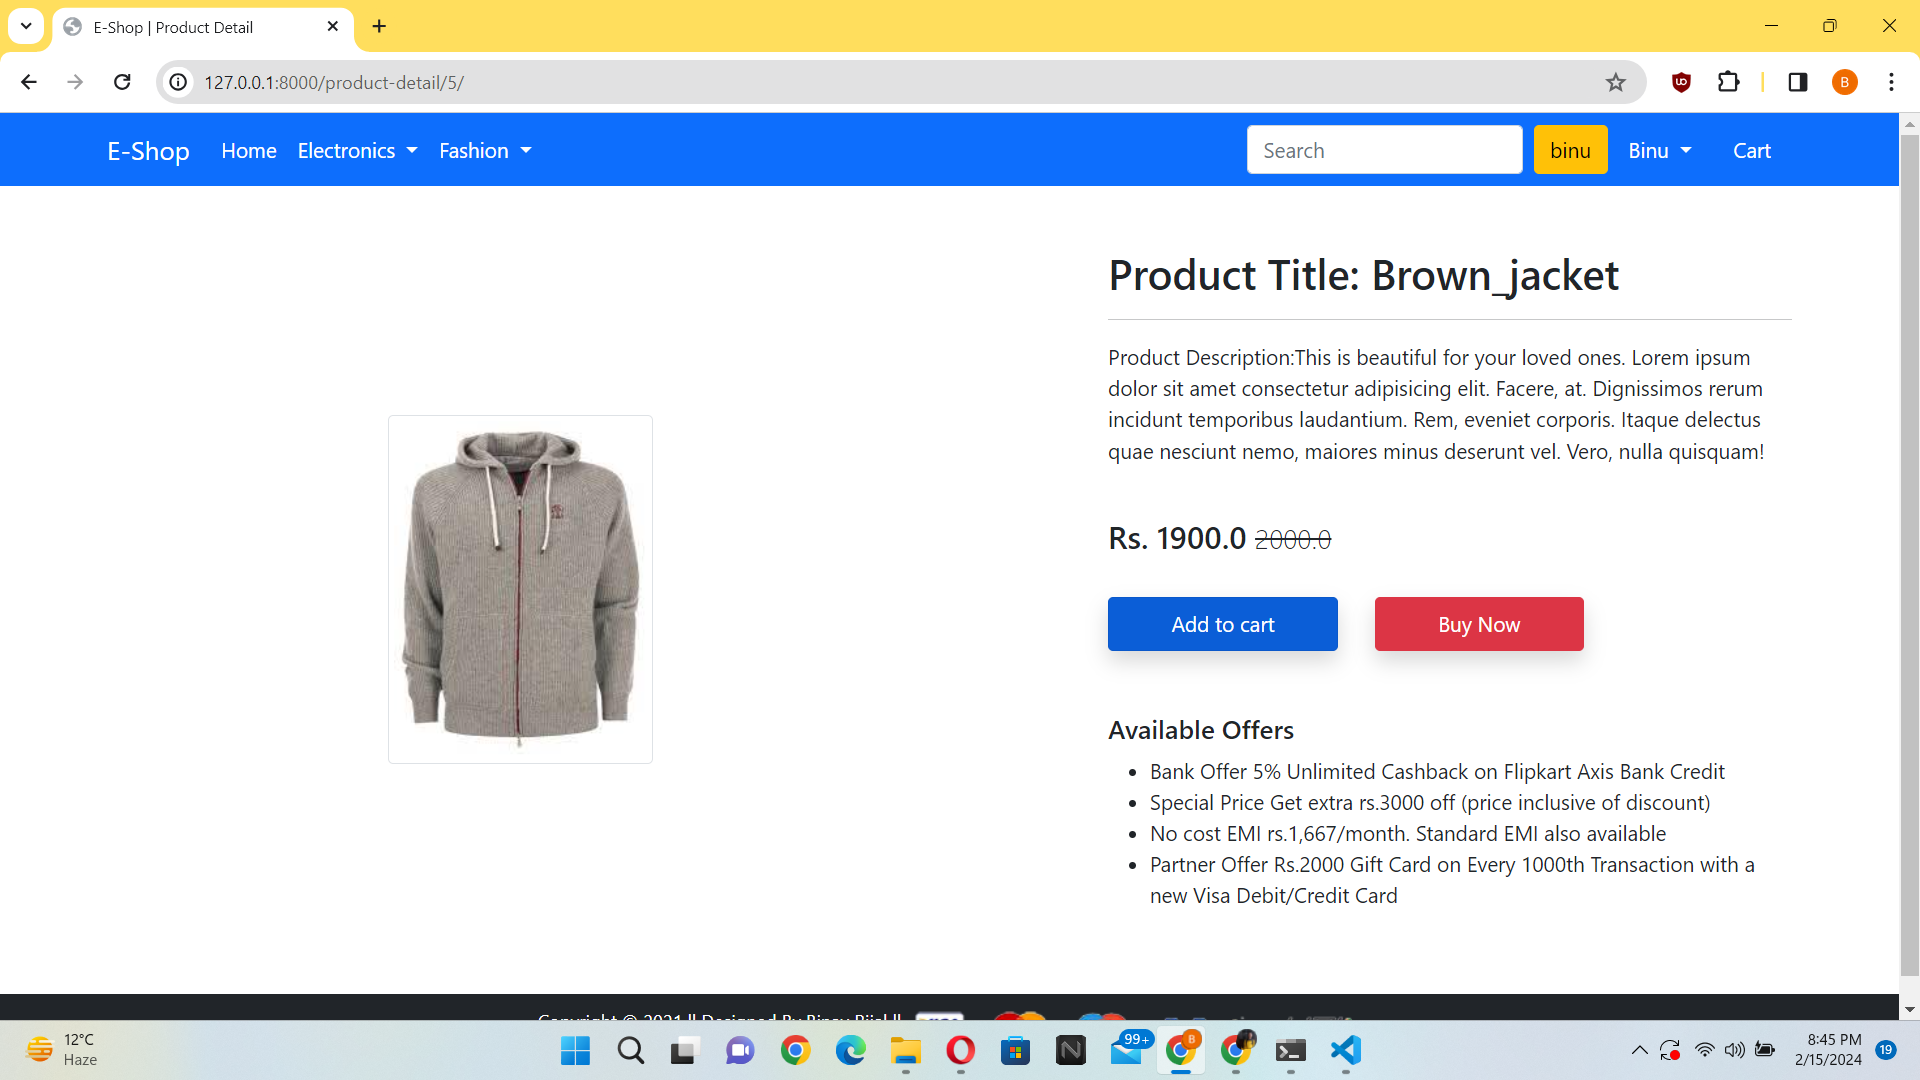 E-Shop | Product Detail
127.0.0.1:8000/product-detail/5/
B
E-Shop Home Electronics Fashion Search binu Binu Cart
Product Title: Brown_jacket
Product Description:This is beautiful for your loved ones. Lorem ipsum
dolor sit amet consectetur adipisicing elit. Facere, at. Dignissimos rerum
incidunt temporibus laudantium. Rem, eveniet corporis. Itaque delectus
quae nesciunt nemo, maiores minus deserunt vel. Vero, nulla quisquam!
Rs. 1900.0 2000.0
Add to cart Buy Now
Available Offers
Bank Offer 5% Unlimited Cashback on Flipkart Axis Bank Credit
Special Price Get extra rs.3000 off (price inclusive of discount)
No cost EMI rs.1,667/month. Standard EMI also available
Partner Offer Rs.2000 Gift Card on Every 1000th Transaction with a
new Visa Debit/Credit Card
Copyright © 2021 || Designed By
12°C
Haze
99+
B
8:45 PM
2/15/2024
19